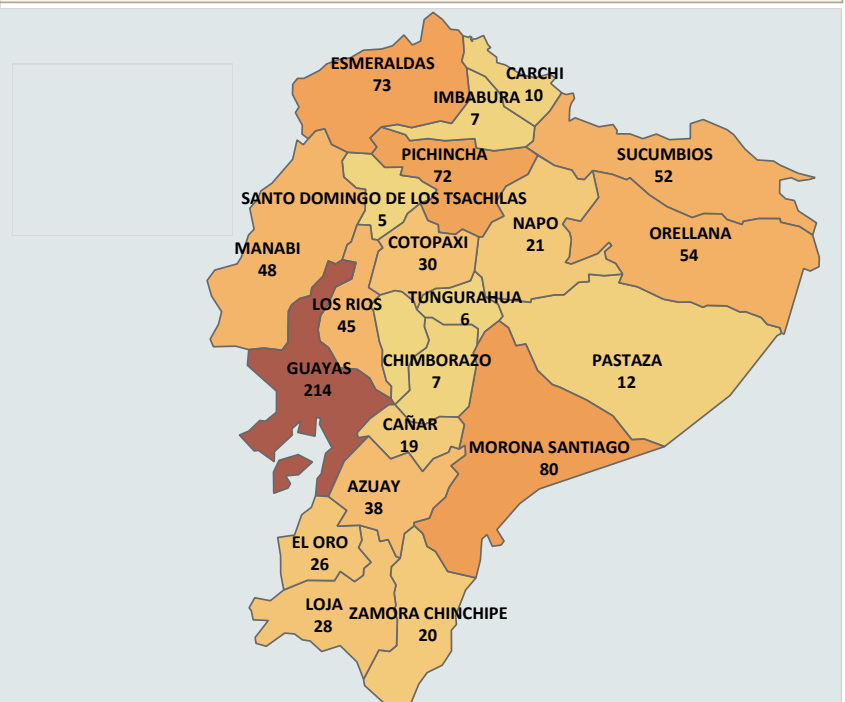 ESMERALDAS
73
CARCHI
10
IMBABURA
7
PICHINCHA
72
SUCUMBIOS
52
SANTO DOMINGO DE LOS TSACHILAS
5
NAPO
21
ORELLANA
54
MANABI
48
COTOPAXI
30
LOS RIOS
45
TUNGURAHUA
6
GUAYAS
214
CHIMBORAZO
7
PASTAZA
12
CAÑAR
19
MORONA SANTIAGO
80
AZUAY
38
EL ORO
26
LOJA
28
ZAMORA CHINCHIPE
20